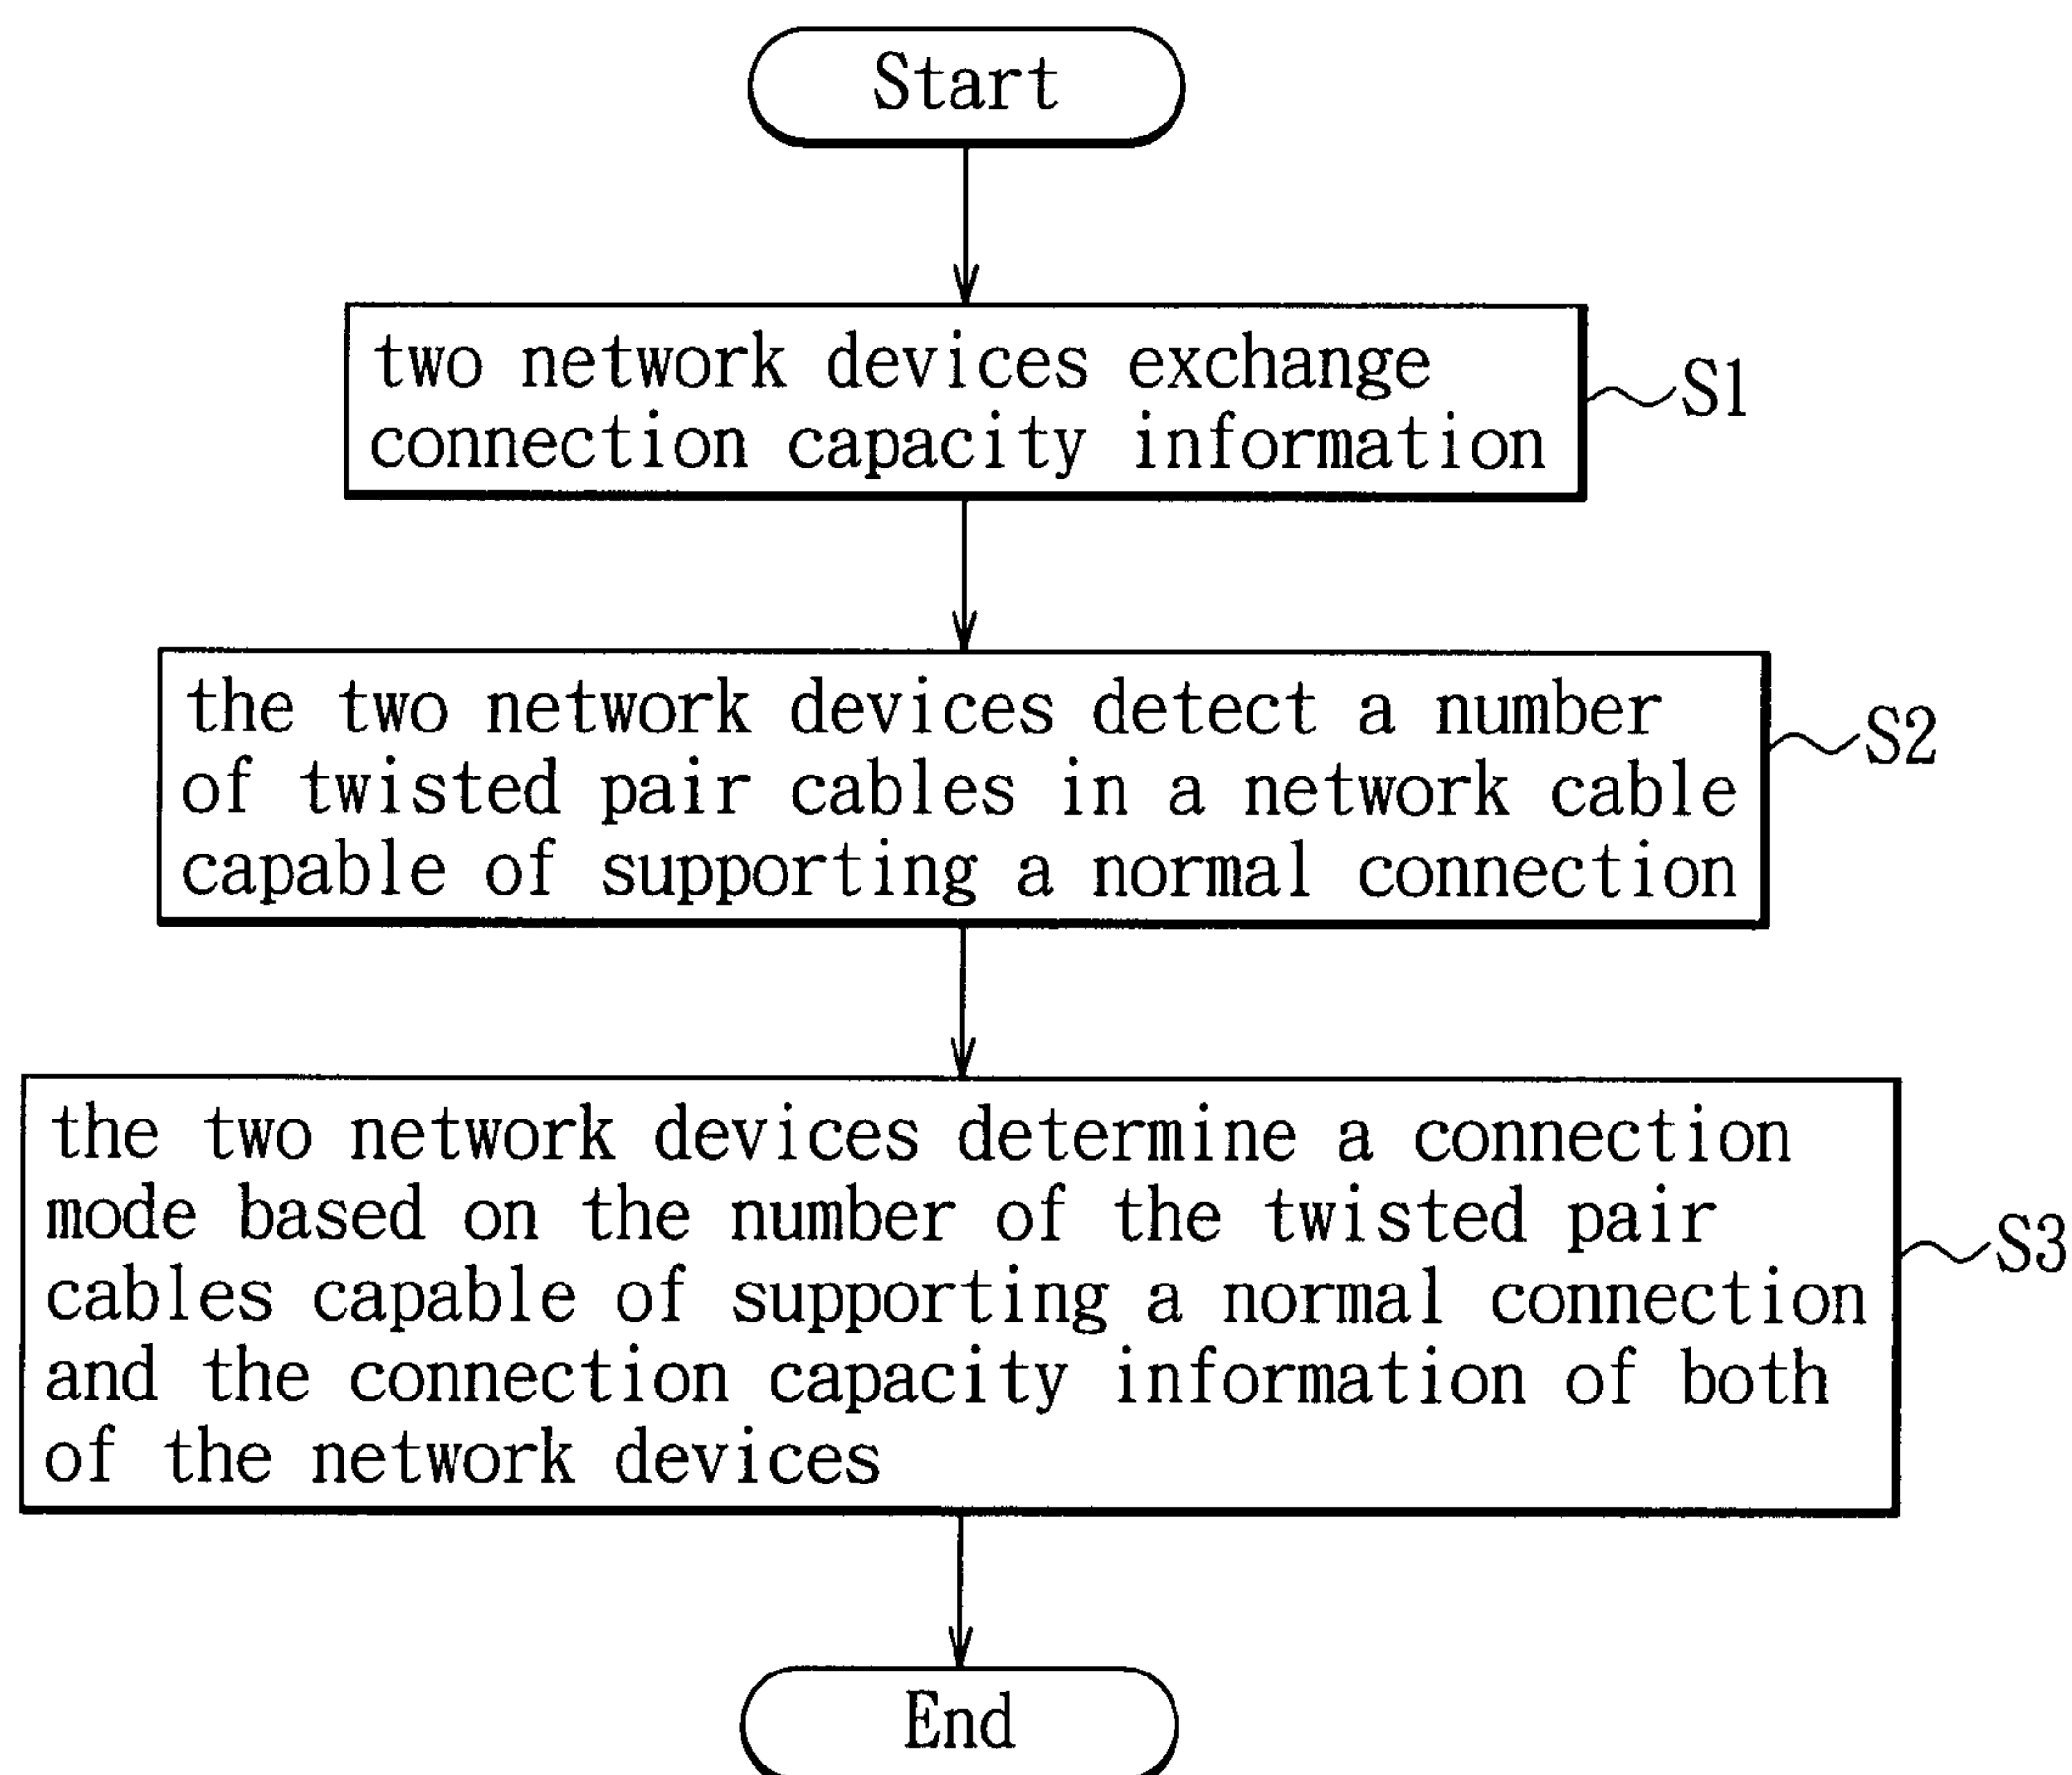 Start
two network devices exchange
connection capacity information
S1
the two network devices detect a number
of twisted pair cables in a network cable
capable of supporting a normal connection
S2
the two network devices determine a connection
mode based on the number of the twisted pair
cables capable of supporting a normal connection
and the connection capacity information of both
of the network devices
S3
End